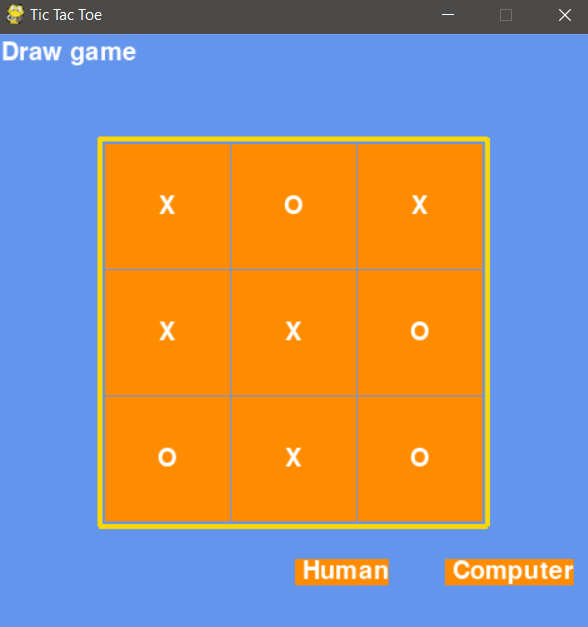 Tic Tac Toe
Draw game
X O X
X X O
O X O
Human Computer